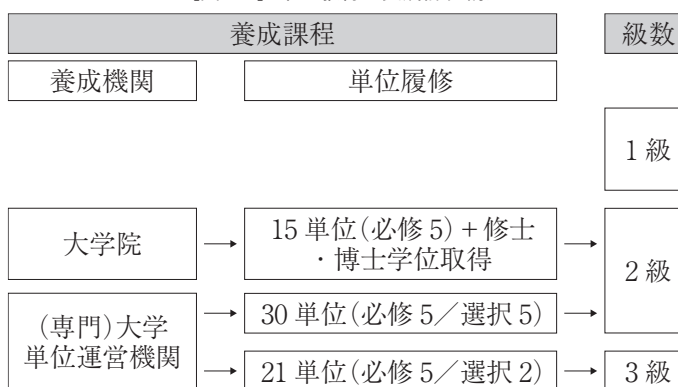 養成課程
級数
養成機関
単位履修
1級
大学院
→
15単位(必修5)+修士
・博士学位取得
→
2級
(専門)大学
単位運営機関
→
30単位(必修5／選択5)
→
→
21単位(必修5／選択2)
→
3級